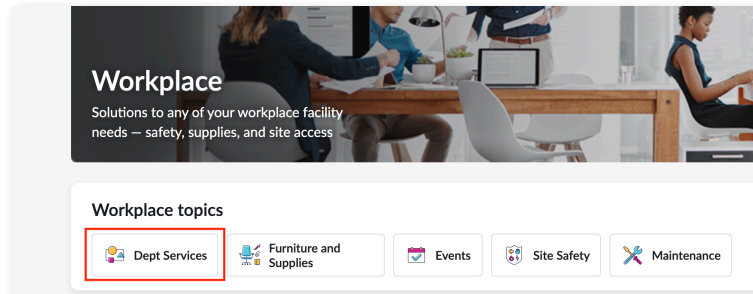 Workplace
Solutions to any of your workplace facility
needs — safety, supplies, and site access
Workplace topics
Dept Services
Furniture and
Supplies
Events
Site Safety
Maintenance